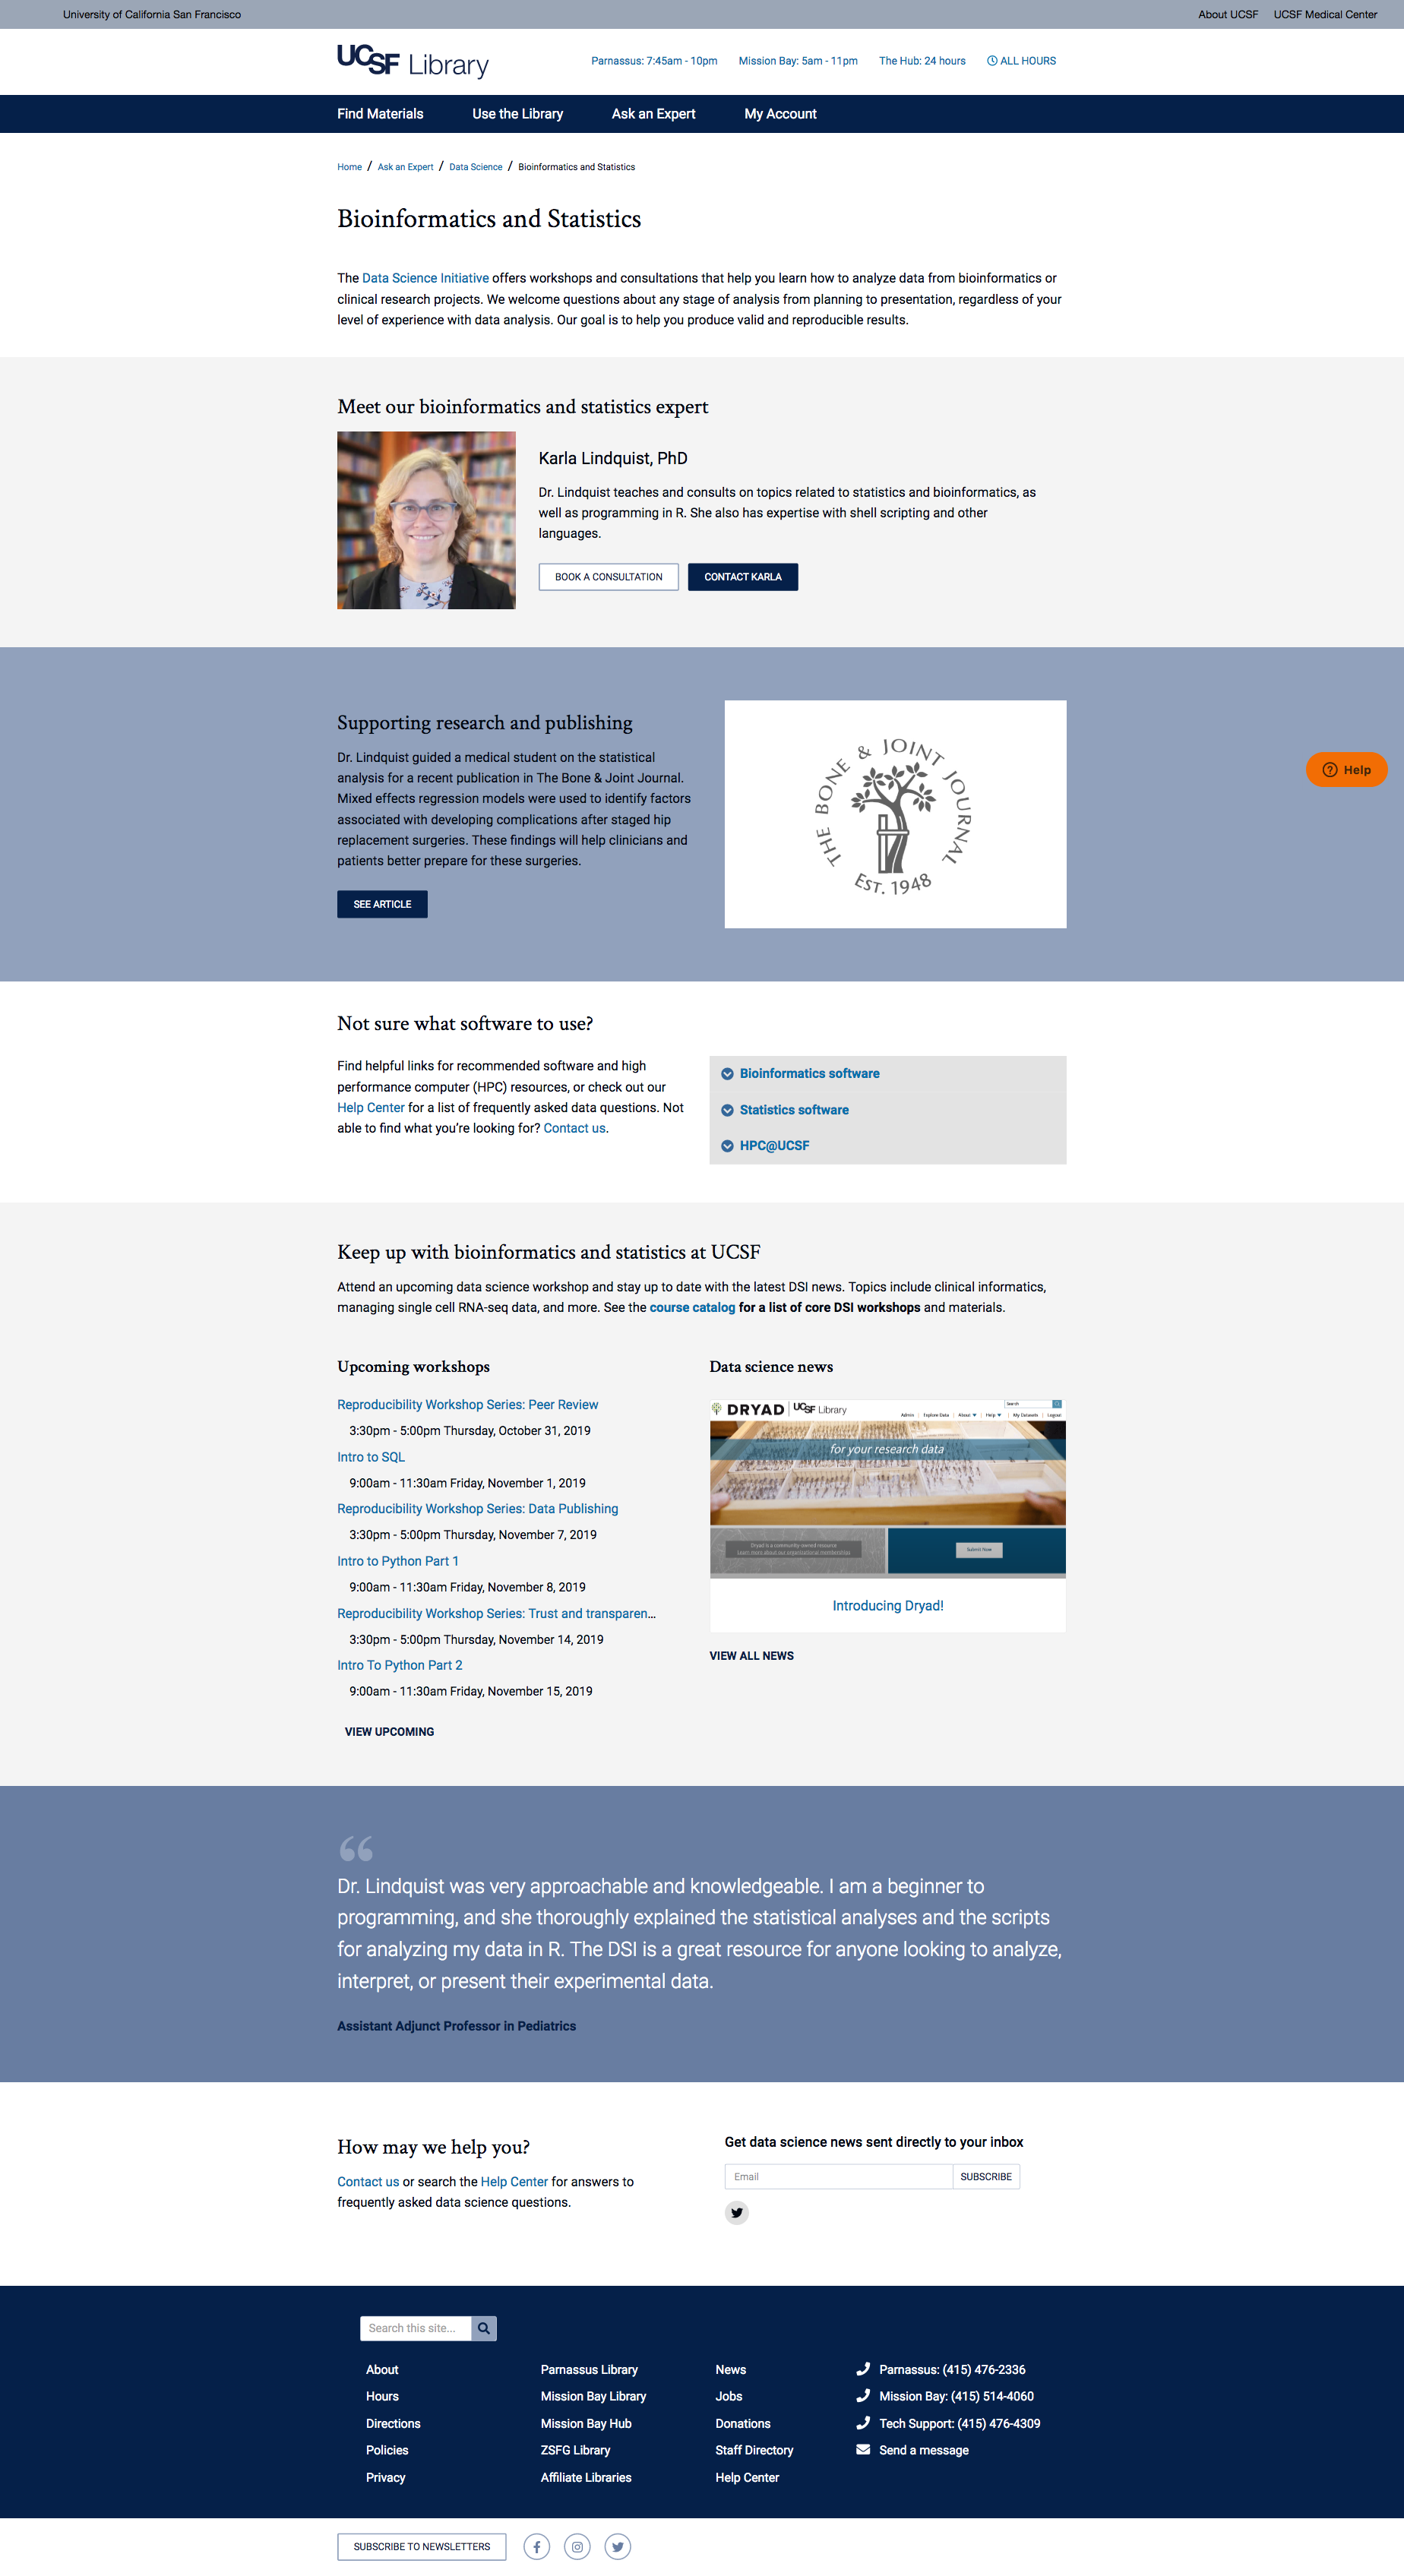 University of California San Francisco
About UCSF
UCSF Medical Center
UCSF Library
Parnassus: 7:45am - 10pm
Mission Bay: 5am - 11pm
The Hub: 24 hours
ALL HOURS
Find Materials
Use the Library
Ask an Expert
My Account
Home / Ask an Expert / Data Science / Bioinformatics and Statistics
Bioinformatics and Statistics
The Data Science Initiative offers workshops and consultations that help you learn how to analyze data from bioinformatics or
clinical research projects. We welcome questions about any stage of analysis from planning to presentation, regardless of your
level of experience with data analysis. Our goal is to help you produce valid and reproducible results.
Meet our bioinformatics and statistics expert
Karla Lindquist, PhD
Dr. Lindquist teaches and consults on topics related to statistics and bioinformatics, as
well as programming in R. She also has expertise with shell scripting and other
languages.
BOOK A CONSULTATION
CONTACT KARLA
Supporting research and publishing
Dr. Lindquist guided a medical student on the statistical
analysis for a recent publication in The Bone & Joint Journal.
Mixed effects regression models were used to identify factors
associated with developing complications after staged hip
replacement surgeries. These findings will help clinicians and
patients better prepare for these surgeries.
SEE ARTICLE
THE BONE & JOINT JOURNAL
EST. 1948
Help
Not sure what software to use?
Find helpful links for recommended software and high
performance computer (HPC) resources, or check out our
Help Center for a list of frequently asked data questions. Not
able to find what you're looking for? Contact us.
Bioinformatics software
Statistics software
HPC@UCSF
Keep up with bioinformatics and statistics at UCSF
Attend an upcoming data science workshop and stay up to date with the latest DSI news. Topics include clinical informatics,
managing single cell RNA-seq data, and more. See the course catalog for a list of core DSI workshops and materials.
Upcoming workshops
Reproducibility Workshop Series: Peer Review
3:30pm - 5:00pm Thursday, October 31, 2019
Intro to SQL
9:00am - 11:30am Friday, November 1, 2019
Reproducibility Workshop Series: Data Publishing
3:30pm - 5:00pm Thursday, November 7, 2019
Intro to Python Part 1
9:00am - 11:30am Friday, November 8, 2019
Reproducibility Workshop Series: Trust and transparen...
3:30pm - 5:00pm Thursday, November 14, 2019
Intro To Python Part 2
9:00am - 11:30am Friday, November 15, 2019
VIEW UPCOMING
Data science news
DRYAD | UCSF Library
Search
Admin | Explore Data | About | Help | My Datasets | Logout
for your research data
Dryad is a community-owned resource
Learn more about our organizational memberships
Submit Now
Introducing Dryad!
VIEW ALL NEWS
“
Dr. Lindquist was very approachable and knowledgeable. I am a beginner to
programming, and she thoroughly explained the statistical analyses and the scripts
for analyzing my data in R. The DSI is a great resource for anyone looking to analyze,
interpret, or present their experimental data.
Assistant Adjunct Professor in Pediatrics
How may we help you?
Contact us or search the Help Center for answers to
frequently asked data science questions.
Get data science news sent directly to your inbox
Email
SUBSCRIBE
Search this site...
About
Hours
Directions
Policies
Privacy
Parnassus Library
Mission Bay Library
Mission Bay Hub
ZSFG Library
Affiliate Libraries
News
Jobs
Donations
Staff Directory
Help Center
Parnassus: (415) 476-2336
Mission Bay: (415) 514-4060
Tech Support: (415) 476-4309
Send a message
SUBSCRIBE TO NEWSLETTERS